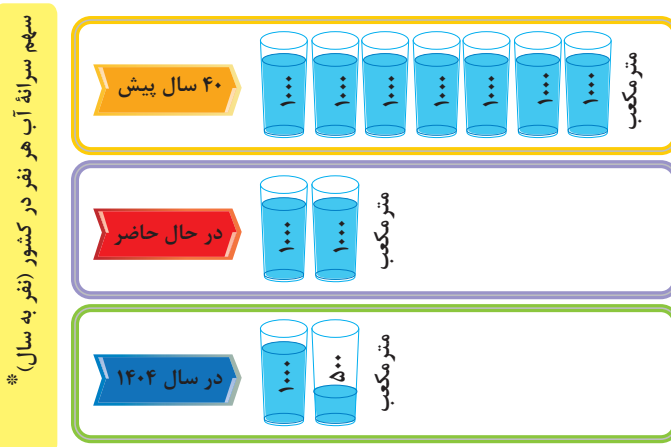 سهم سرانهٔ آب هر نفر در کشور (نفر به سال) *
۴۰ سال پیش
۱۰۰۰
۱۰۰۰
۱۰۰۰
۱۰۰۰
۱۰۰۰
۱۰۰۰
۱۰۰۰
متر مکعب
در حال حاضر
۱۰۰۰
۱۰۰۰
متر مکعب
در سال ۱۴۰۴
۱۰۰۰
۵۰۰
متر مکعب